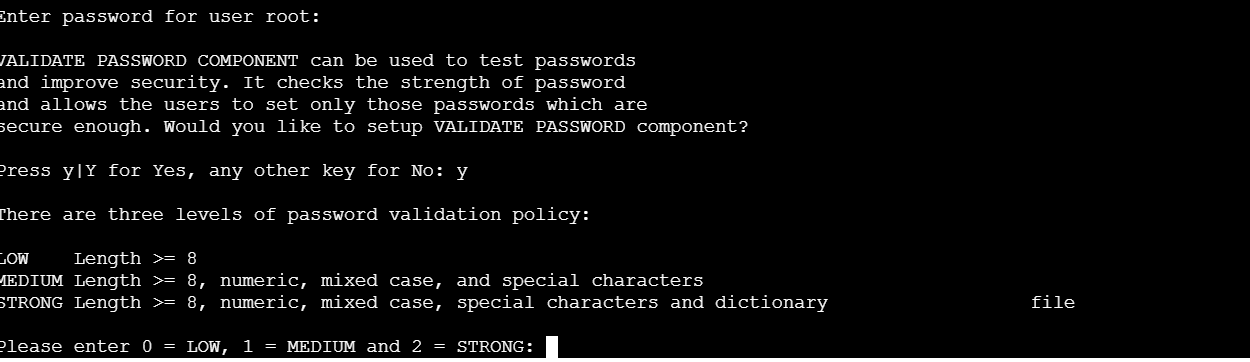 Enter password for user root:
VALIDATE PASSWORD COMPONENT can be used to test passwords
and improve security. It checks the strength of password
and allows the users to set only those passwords which are
secure enough. Would you like to setup VALIDATE PASSWORD component?
Press y|Y for Yes, any other key for No: y
There are three levels of password validation policy:
LOW    Length >= 8
MEDIUM Length >= 8, numeric, mixed case, and special characters
STRONG Length >= 8, numeric, mixed case, special characters and dictionary                  file
Please enter 0 = LOW, 1 = MEDIUM and 2 = STRONG: